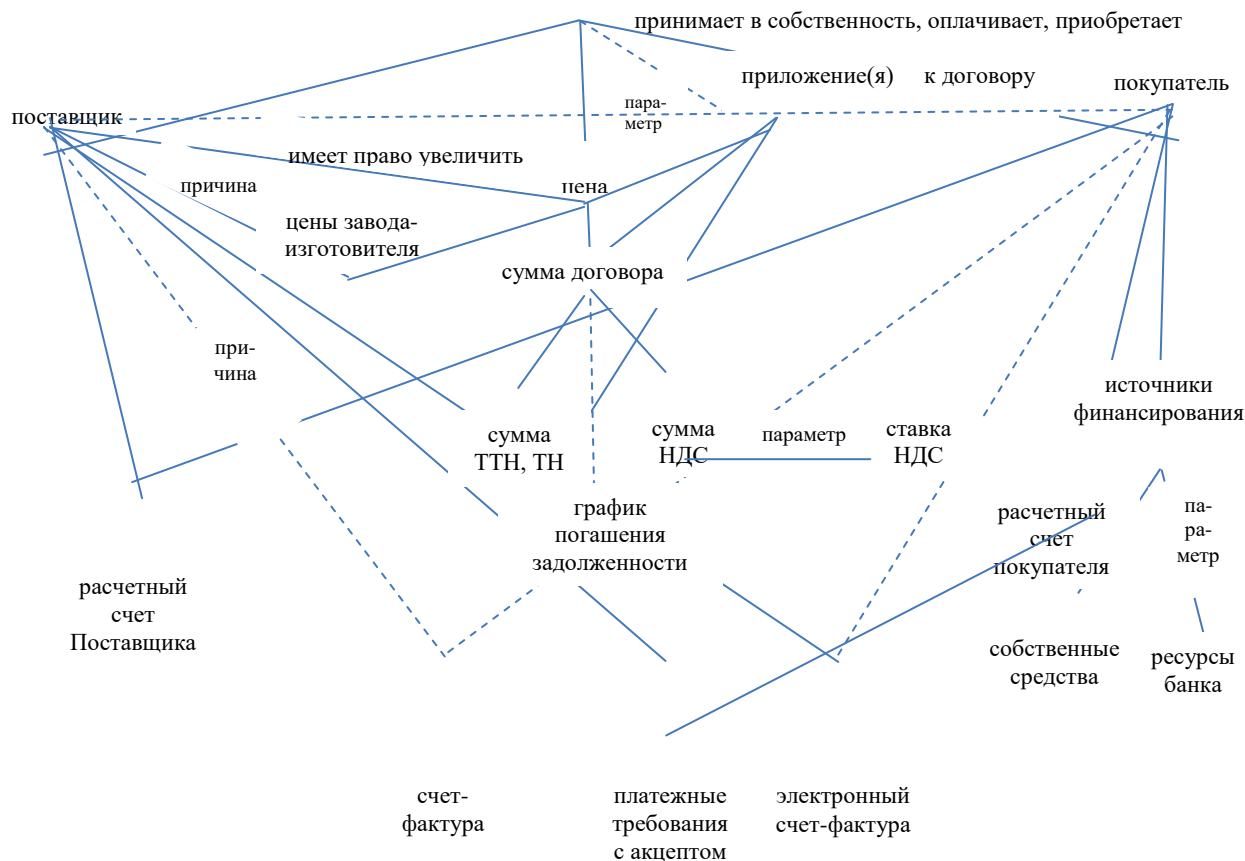 принимает в собственность, оплачивает, приобретает
приложение(я) к договору
покупатель
поставщик
пара-
метр
имеет право увеличить
причина
цена
цены завода-
изготовителя
сумма договора
при-
чина
источники
финансирования
сумма
ТТН, ТН
сумма
НДС
параметр
ставка
НДС
график
погашения
задолженности
расчетный
счет
покупателя
па-
ра-
метр
расчетный
счет
Поставщика
собственные
средства
ресурсы
банка
счет-
фактура
платежные
требования
с акцептом
электронный
счет-фактура